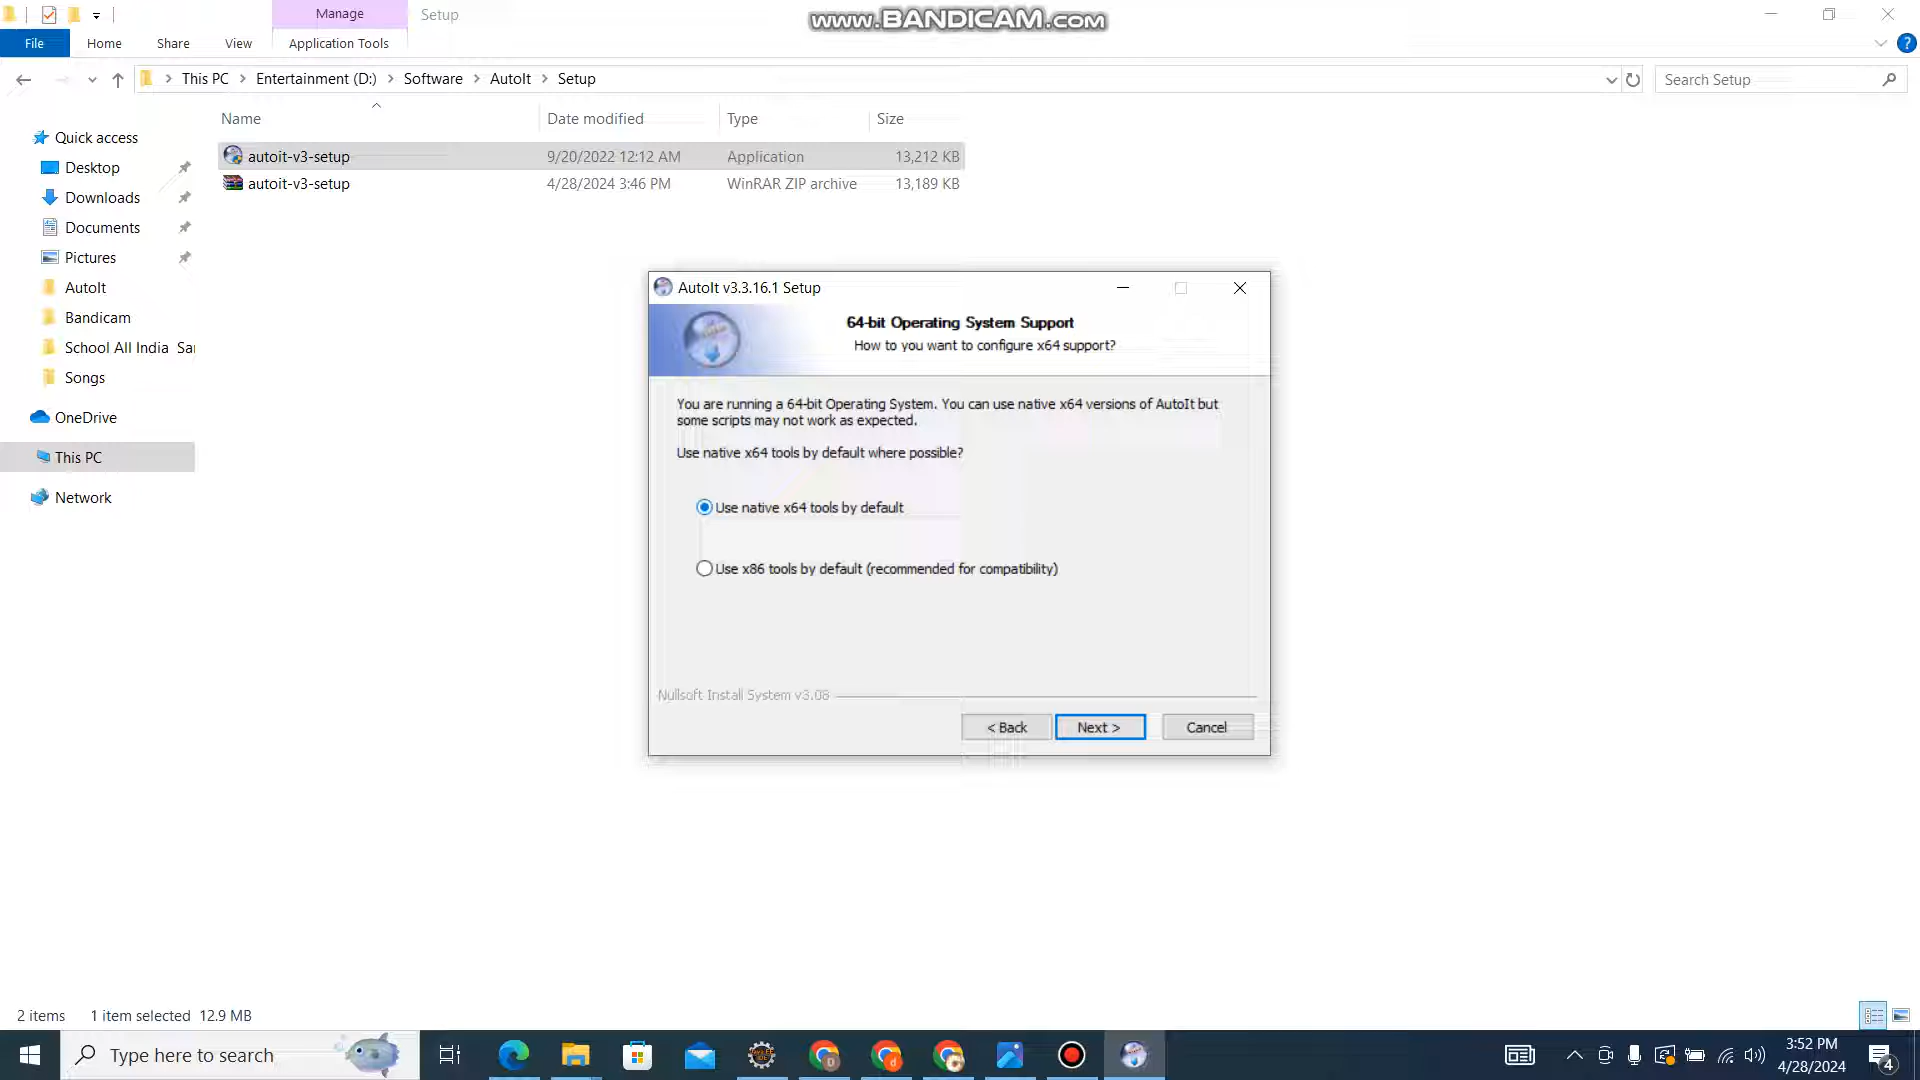 Manage
Setup
www.BANDICAM.com
File
Home
Share
View
Application Tools
This PC
Entertainment (D:)
Software
AutoIt
Setup
Search Setup
Name
Date modified
Type
Size
autoit-v3-setup
9/20/2022 12:12 AM
Application
13,212 KB
autoit-v3-setup
4/28/2024 3:46 PM
WinRAR ZIP archive
13,189 KB
Quick access
Desktop
Downloads
Documents
Pictures
AutoIt
Bandicam
School All India Sar
Songs
OneDrive
This PC
Network
AutoIt v3.3.16.1 Setup
64-bit Operating System Support
How to you want to configure x64 support?
You are running a 64-bit Operating System. You can use native x64 versions of AutoIt but
some scripts may not work as expected.
Use native x64 tools by default where possible?
Use native x64 tools by default
Use x86 tools by default (recommended for compatibility)
Nullsoft Install System v3.08
< Back
Next >
Cancel
2 items
1 item selected 12.9 MB
Type here to search
3:52 PM
4/28/2024
4